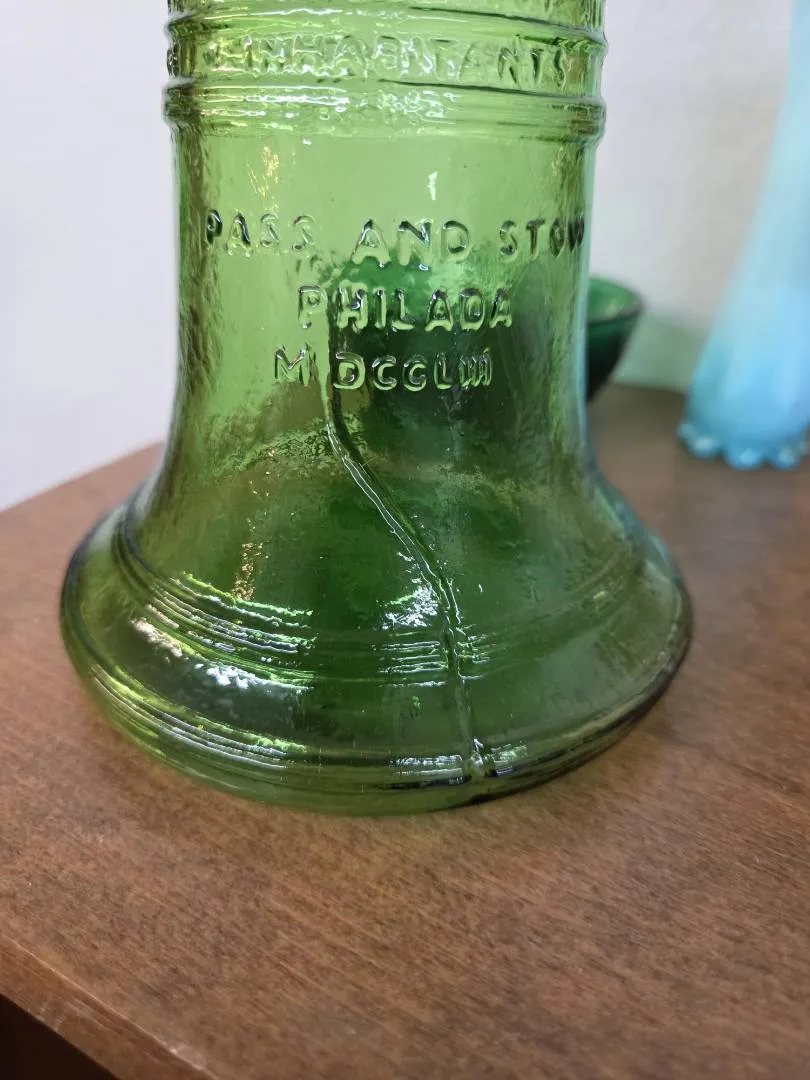 INHABITANTS
PASS AND STOW
PHILADA
MDCCLIII